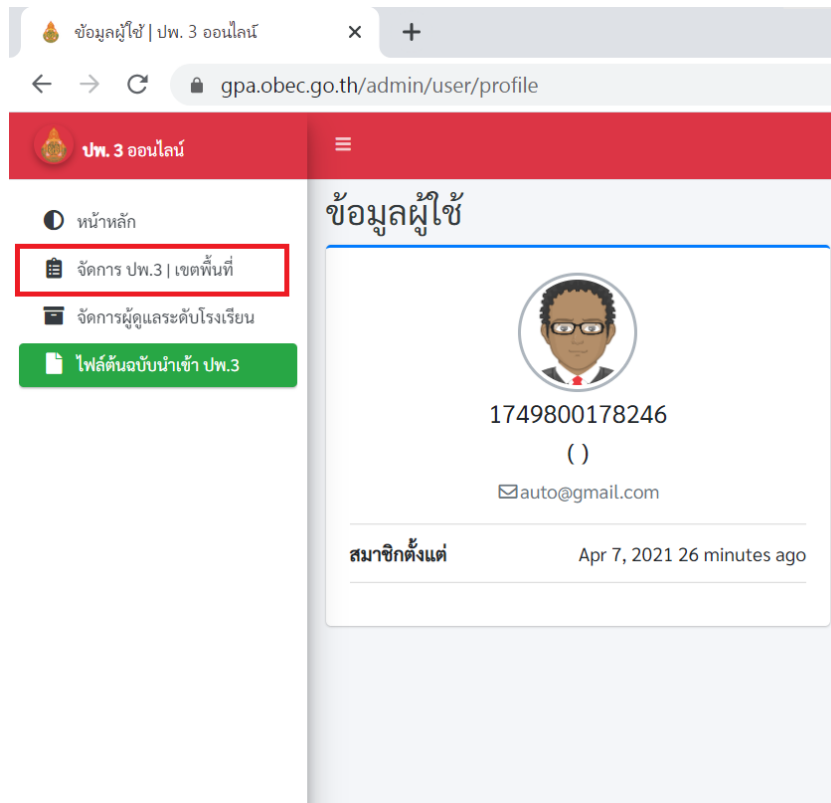 ข้อมูลผู้ใช้ | ปพ. 3 ออนไลน์
gpa.obec.go.th/admin/user/profile
ปพ. 3 ออนไลน์
หน้าหลัก
จัดการ ปพ.3 | เขตพื้นที่
จัดการผู้ดูแลระดับโรงเรียน
ไฟล์ต้นฉบับนำเข้า ปพ.3
ข้อมูลผู้ใช้
1749800178246
( )
auto@gmail.com
สมาชิกตั้งแต่ Apr 7, 2021 26 minutes ago